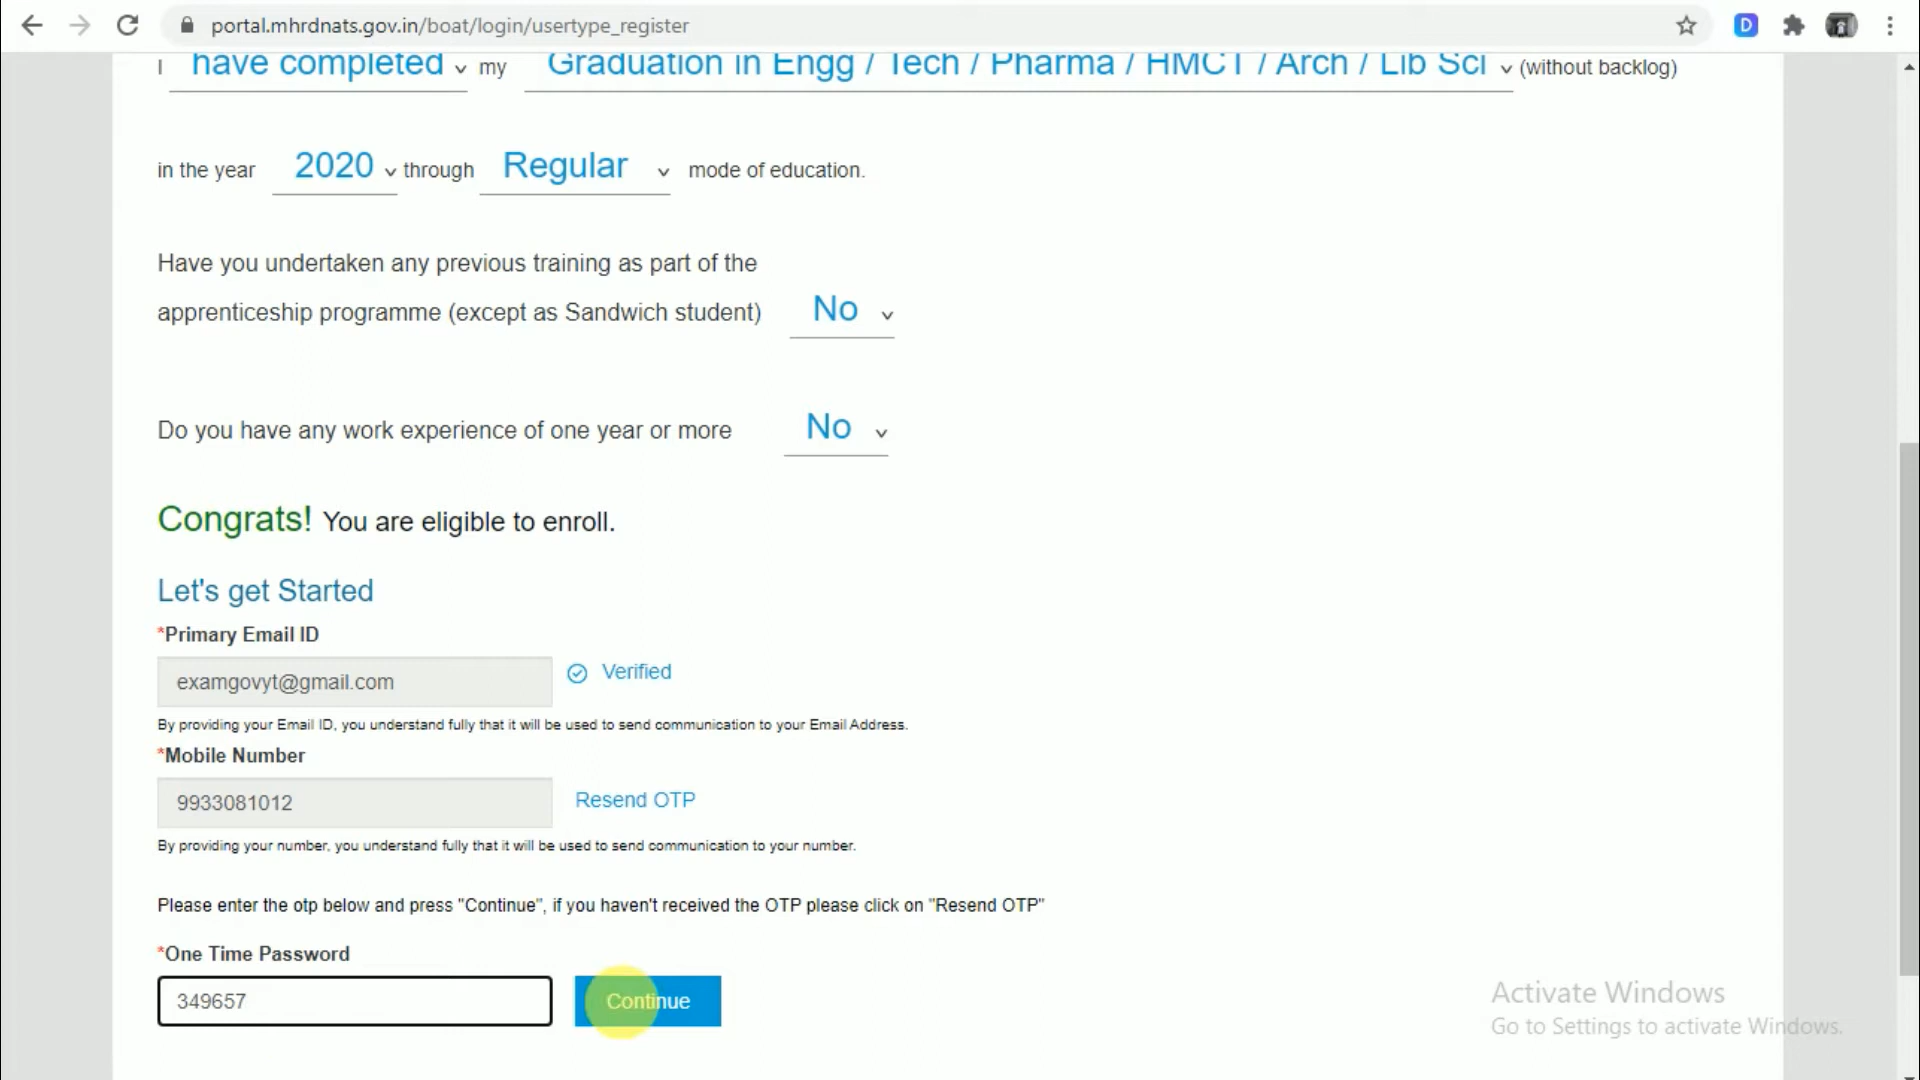 portal.mhrdnats.gov.in/boat/login/usertype_register
I have completed my Graduation in Engg / Tech / Pharma / HMCT / Arch / Lib Sci (without backlog)
in the year 2020 through Regular mode of education.
Have you undertaken any previous training as part of the
apprenticeship programme (except as Sandwich student) No
Do you have any work experience of one year or more No
Congrats! You are eligible to enroll.
Let's get Started
*Primary Email ID
examgovyt@gmail.com Verified
By providing your Email ID, you understand fully that it will be used to send communication to your Email Address.
*Mobile Number
9933081012 Resend OTP
By providing your number, you understand fully that it will be used to send communication to your number.
Please enter the otp below and press "Continue", if you haven't received the OTP please click on "Resend OTP"
*One Time Password
349657 Continue
Activate Windows
Go to Settings to activate Windows.